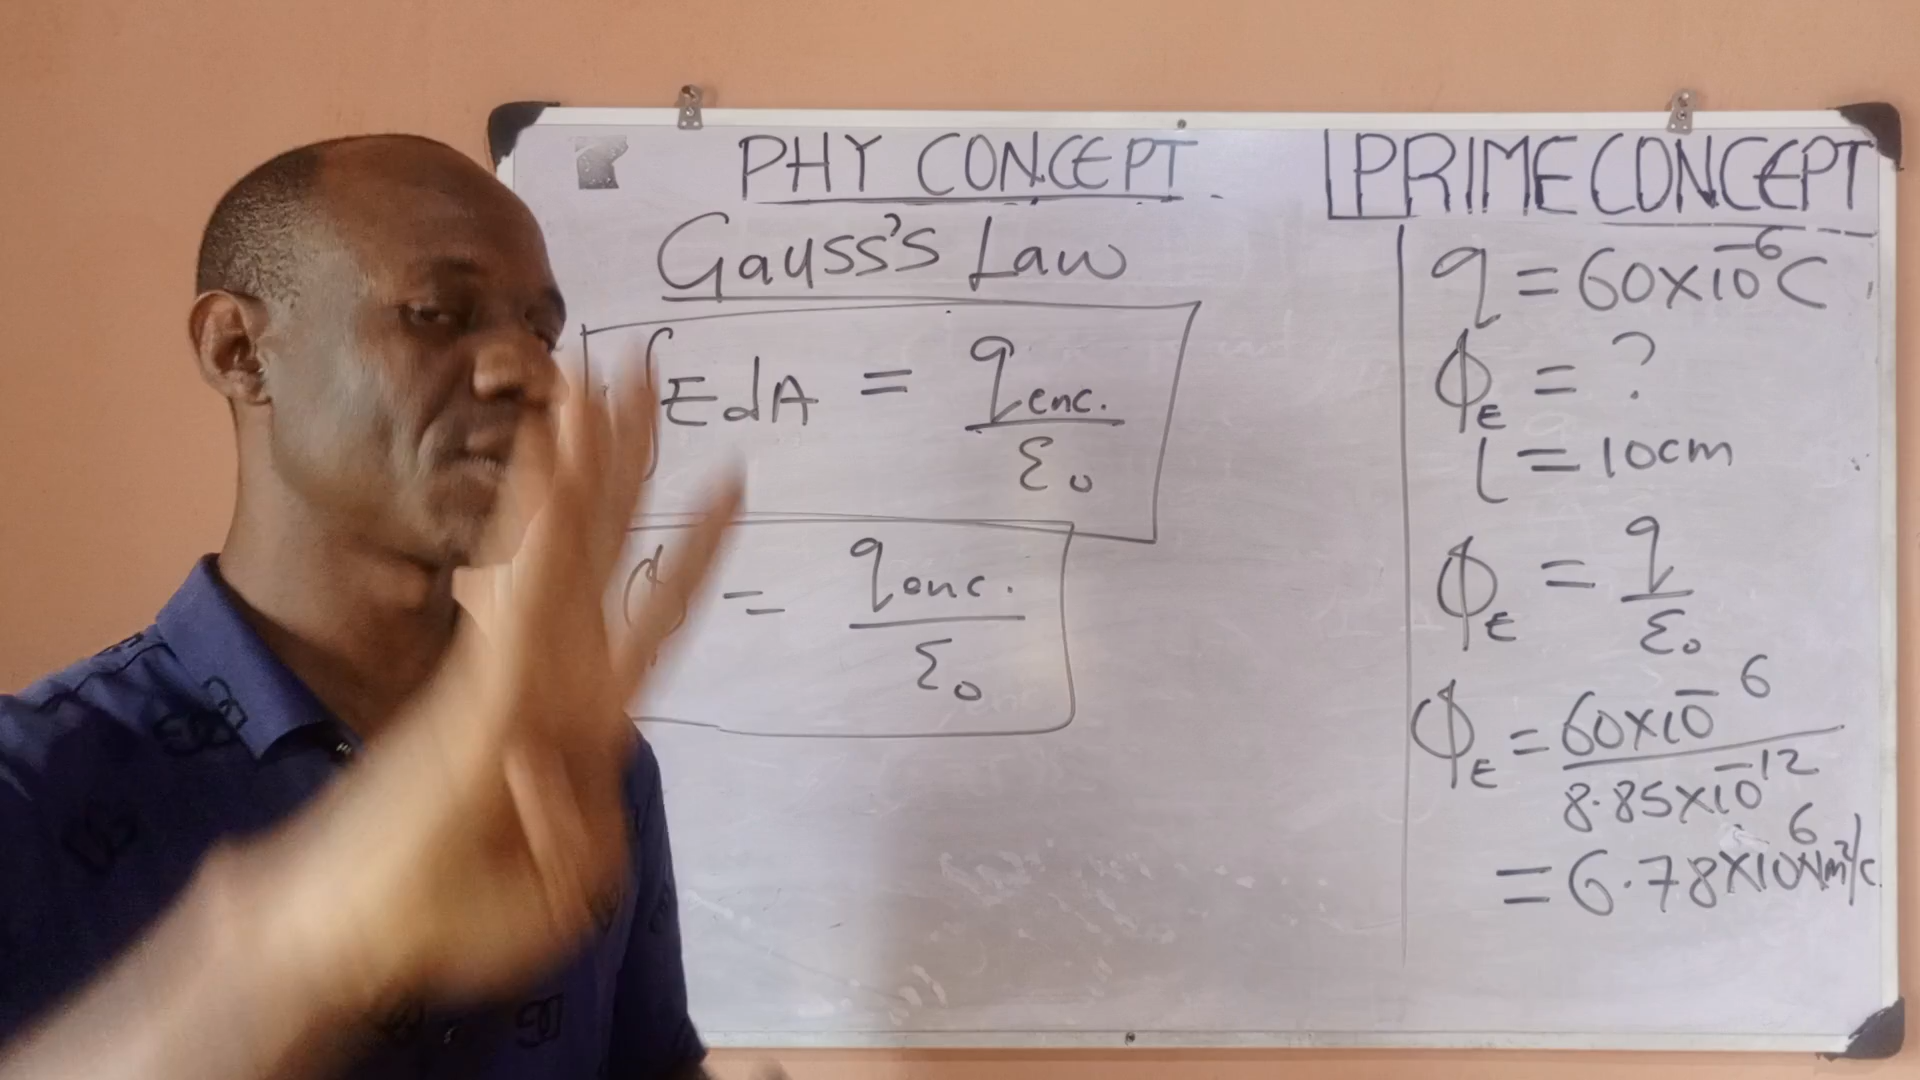 PHY CONCEPT.
PRIME CONCEPT
Gauss's Law
∫EdA = qenc./ε₀
ϕ = qenc./ε₀
q = 60×10⁻⁶C
ϕE = ?
l = 10cm
ϕE = q/ε₀
ϕE = 60×10⁻⁶/8.85×10⁻¹²
= 6.78×10⁶Nm²/C